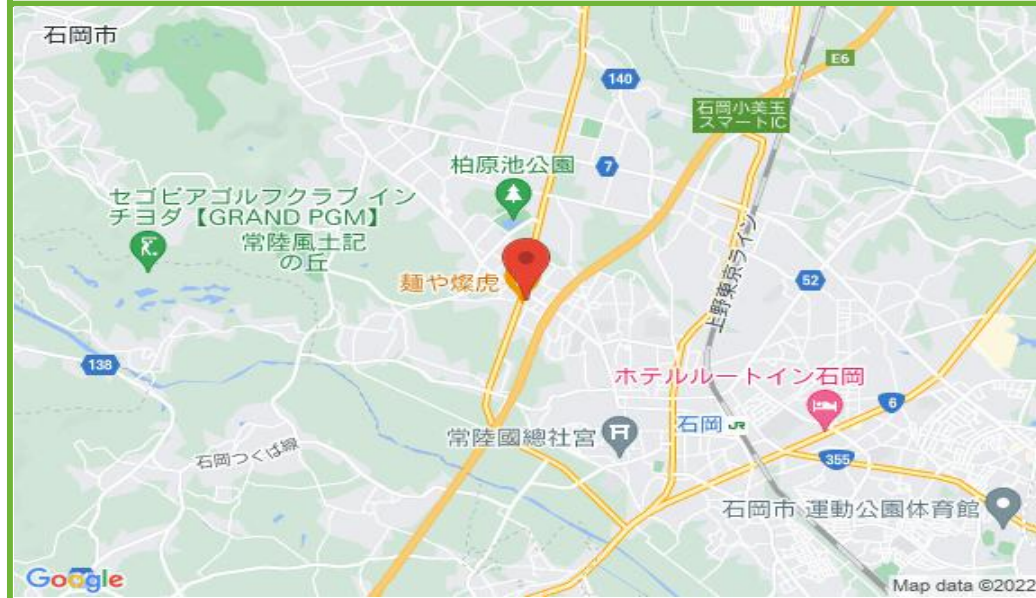 石岡市
E6
140
石岡小美玉
スマートIC
柏原池公園
7
セゴビアゴルフクラブ イン
チヨダ【GRAND PGM】
常陸風土記
の丘
麺や燦虎
上野東京ライン
52
138
ホテルルートイン石岡
6
常陸國總社宮
石岡 JR
石岡つくば線
355
石岡市 運動公園体育館
Google
Map data ©2022